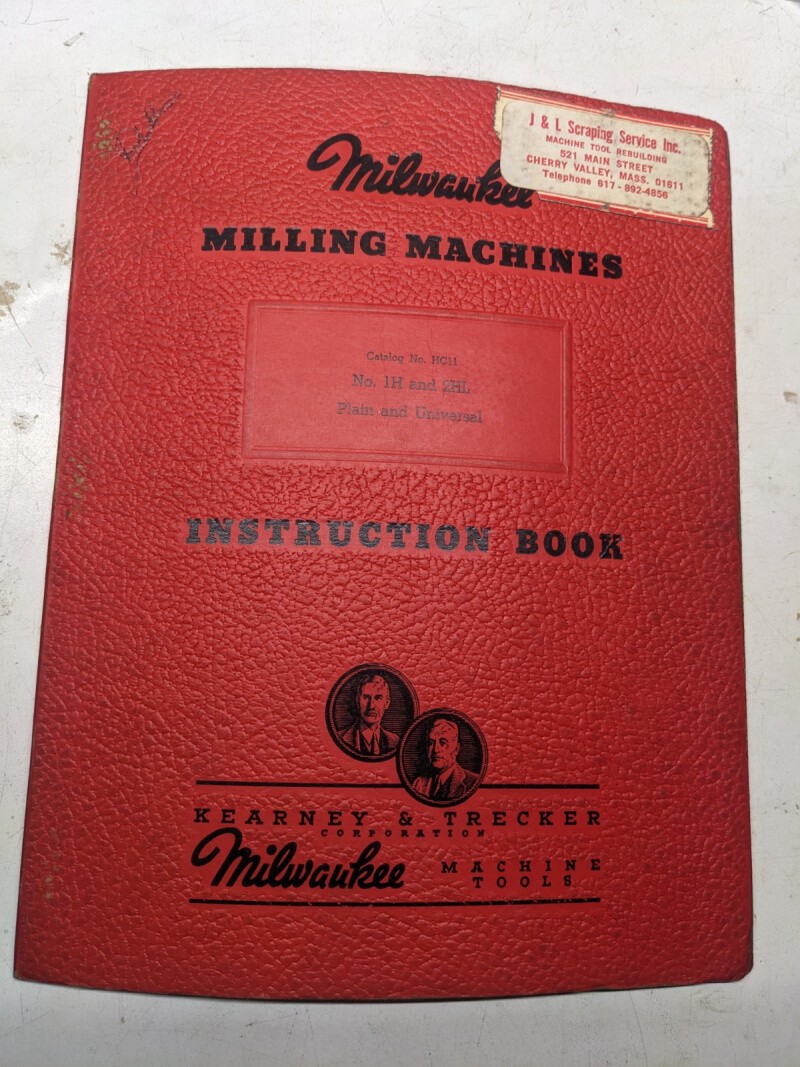 J & L Scraping Service Inc.
MACHINE TOOL REBUILDING
521 MAIN STREET
CHERRY VALLEY, MASS. 01611
Telephone 617-892-4856
Milwaukee
MILLING MACHINES
Catalog No. HC11
No. 1H and 2HL
Plain and Universal
INSTRUCTION BOOK
KEARNEY & TRECKER
CORPORATION
Milwaukee MACHINE
TOOLS